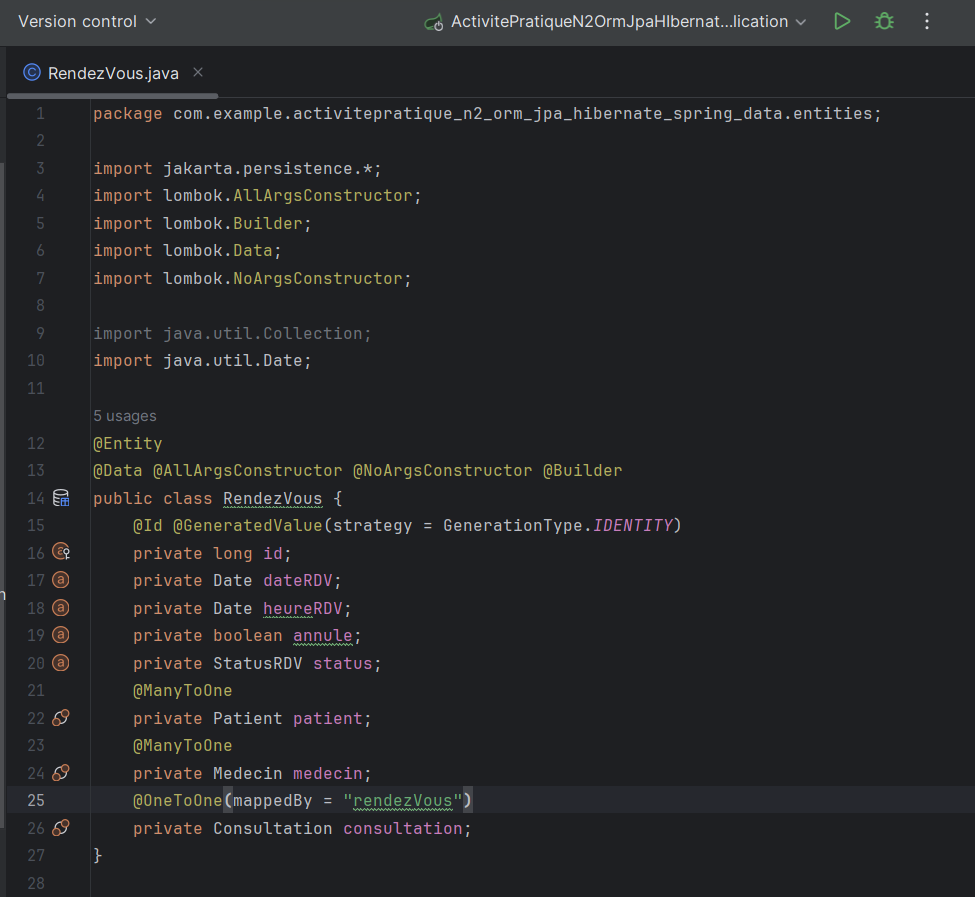 Version control
ActivitePratiqueN2OrmJpaHIbernat...lication
RendezVous.java
1 package com.example.activitepratique_n2_orm_jpa_hibernate_spring_data.entities;
2
3 import jakarta.persistence.*;
4 import lombok.AllArgsConstructor;
5 import lombok.Builder;
6 import lombok.Data;
7 import lombok.NoArgsConstructor;
8
9 import java.util.Collection;
10 import java.util.Date;
11
5 usages
12 @Entity
13 @Data @AllArgsConstructor @NoArgsConstructor @Builder
14 public class RendezVous {
15 @Id @GeneratedValue(strategy = GenerationType.IDENTITY)
16 private long id;
17 private Date dateRDV;
18 private Date heureRDV;
19 private boolean annule;
20 private StatusRDV status;
21 @ManyToOne
22 private Patient patient;
23 @ManyToOne
24 private Medecin medecin;
25 @OneToOne(mappedBy = "rendezVous")
26 private Consultation consultation;
27 }
28